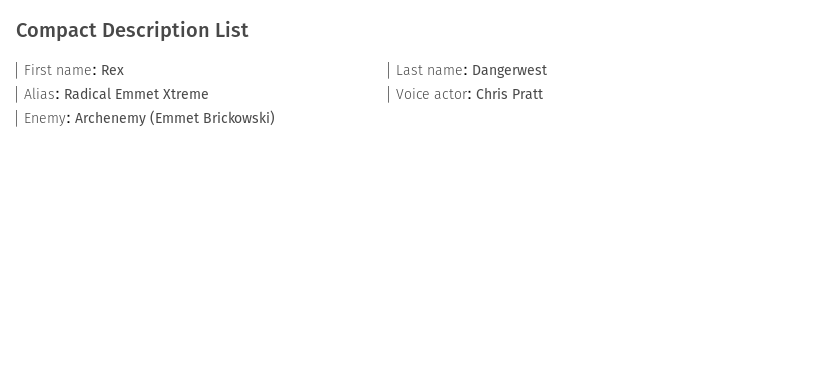 Compact Description List
First name: Rex
Last name: Dangerwest
Alias: Radical Emmet Xtreme
Voice actor: Chris Pratt
Enemy: Archenemy (Emmet Brickowski)